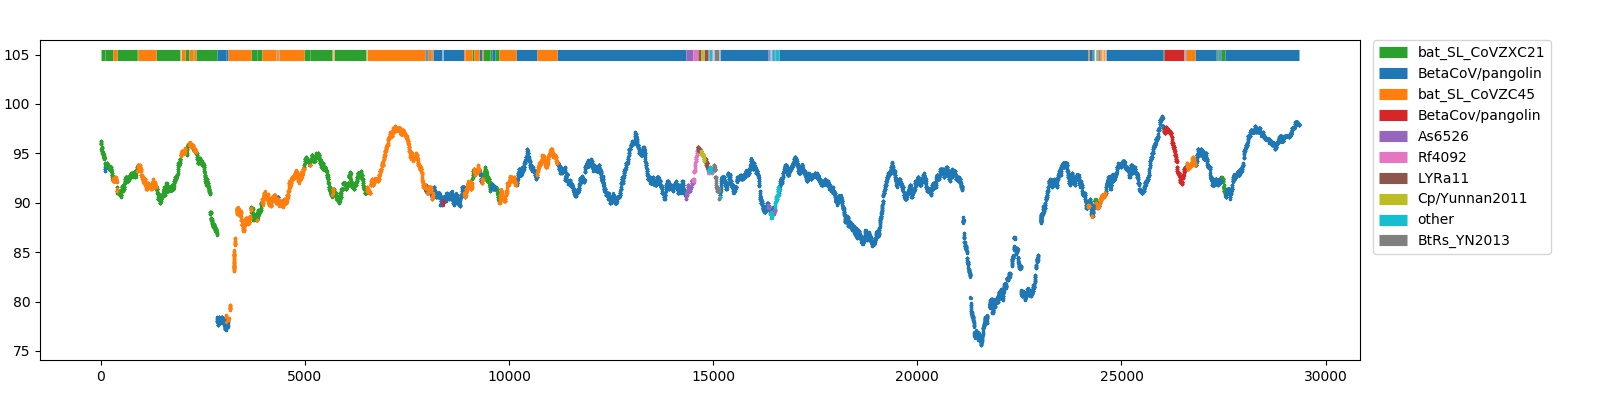 105
100
95
90
85
80
75
0
5000
10000
15000
20000
25000
30000
bat_SL_CoVZXC21
BetaCoV/pangolin
bat_SL_CoVZC45
BetaCov/pangolin
As6526
Rf4092
LYRa11
Cp/Yunnan2011
other
BtRs_YN2013